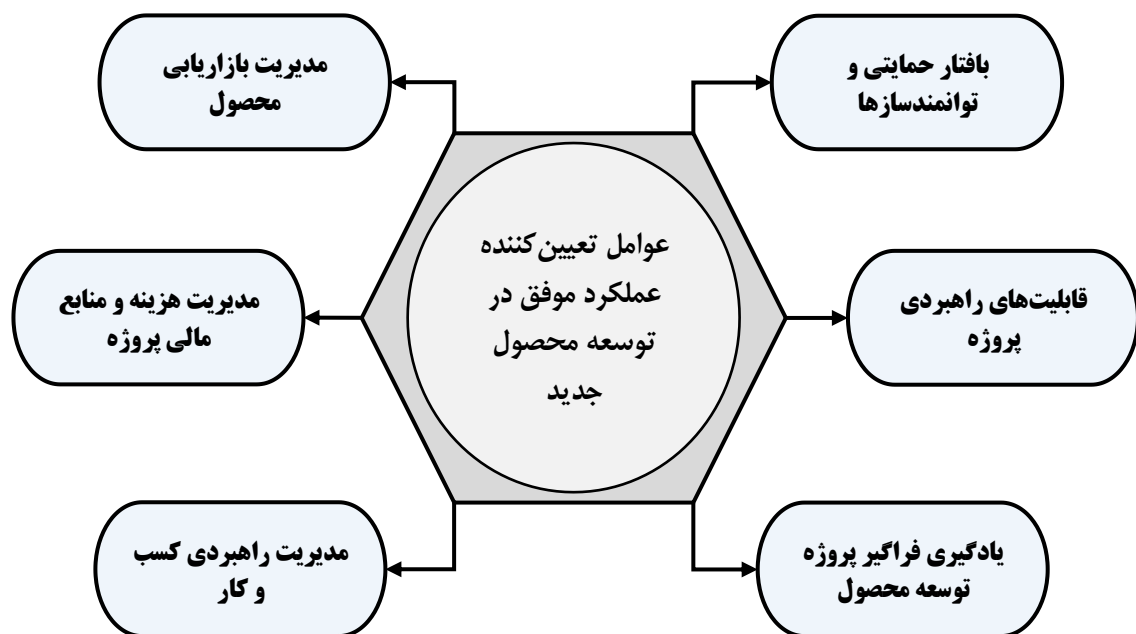 بافتار حمایتی و
توانمندسازها
مدیریت بازاریابی
محصول
عوامل تعیین‌کننده
عملکرد موفق در
توسعه محصول
جدید
قابلیت‌های راهبردی
پروژه
مدیریت هزینه و منابع
مالی پروژه
یادگیری فراگیر پروژه
توسعه محصول
مدیریت راهبردی کسب
و کار